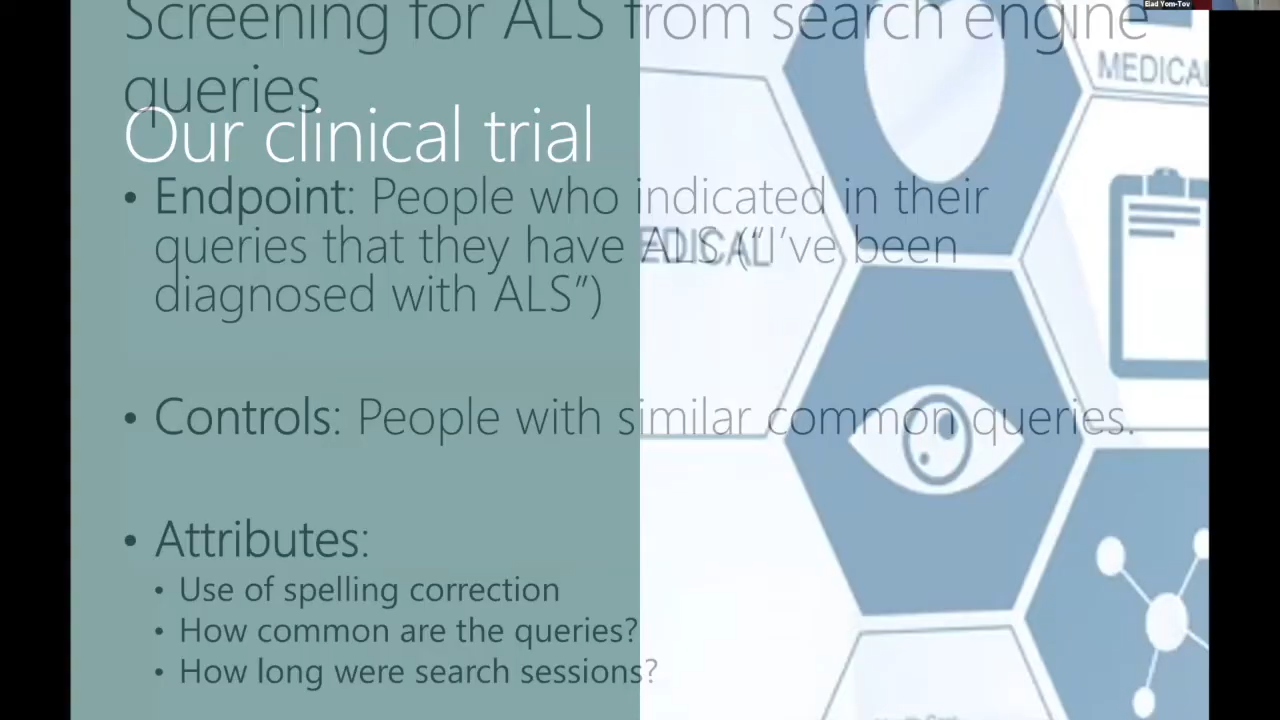 Elad Yom-Tov
Screening for ALS from search engine
queries
Our clinical trial
• Endpoint: People who indicated in their
queries that they have ALS (“I’ve been
diagnosed with ALS”)
• Controls: People with similar common queries.
• Attributes:
• Use of spelling correction
• How common are the queries?
• How long were search sessions?
MEDICAL
EDICAL